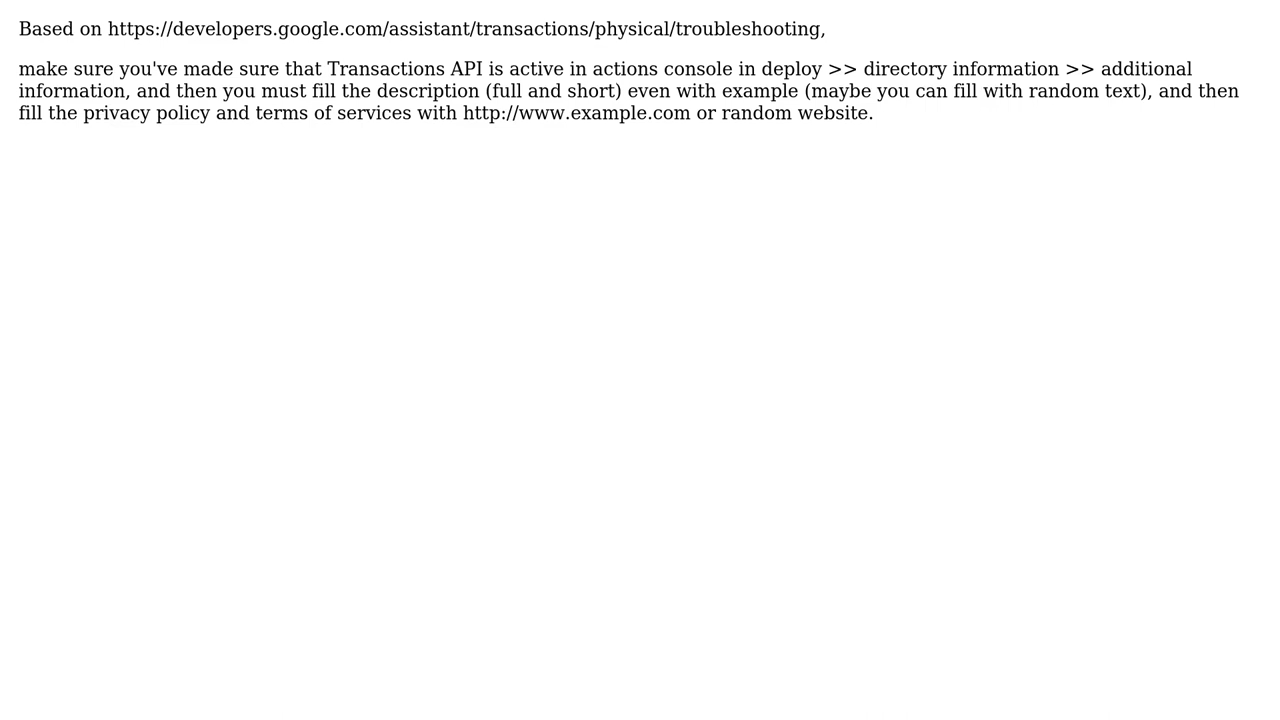 Based on https://developers.google.com/assistant/transactions/physical/troubleshooting,
make sure you've made sure that Transactions API is active in actions console in deploy >> directory information >> additional
information, and then you must fill the description (full and short) even with example (maybe you can fill with random text), and then
fill the privacy policy and terms of services with http://www.example.com or random website.